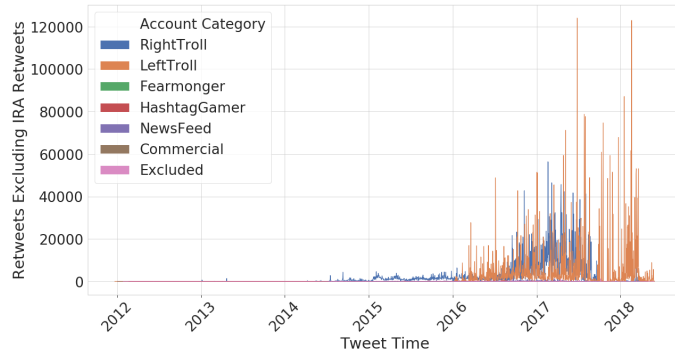 Retweets Excluding IRA Retweets
120000
100000
80000
60000
40000
20000
0
Account Category
RightTroll
LeftTroll
Fearmonger
HashtagGamer
NewsFeed
Commercial
Excluded
2012
2013
2014
2015
2016
2017
2018
Tweet Time